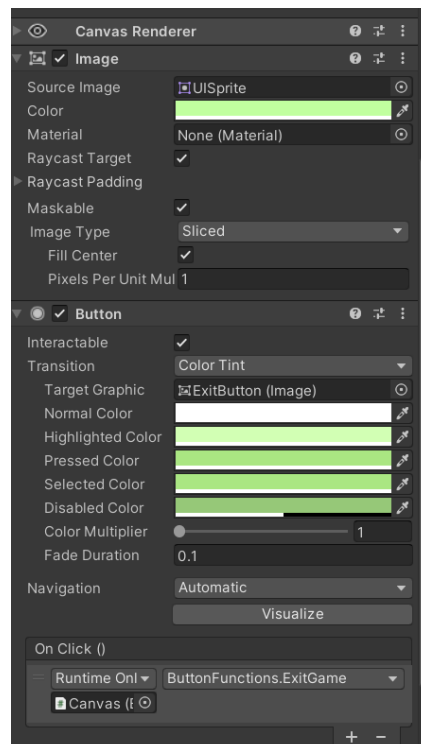 Canvas Renderer
Image
Source Image UISprite
Color
Material None (Material)
Raycast Target
Raycast Padding
Maskable
Image Type Sliced
Fill Center
Pixels Per Unit Mul 1
Button
Interactable
Transition Color Tint
Target Graphic ExitButton (Image)
Normal Color
Highlighted Color
Pressed Color
Selected Color
Disabled Color
Color Multiplier 1
Fade Duration 0.1
Navigation Automatic
Visualize
On Click ()
Runtime Onl ButtonFunctions.ExitGame
Canvas (
+ -